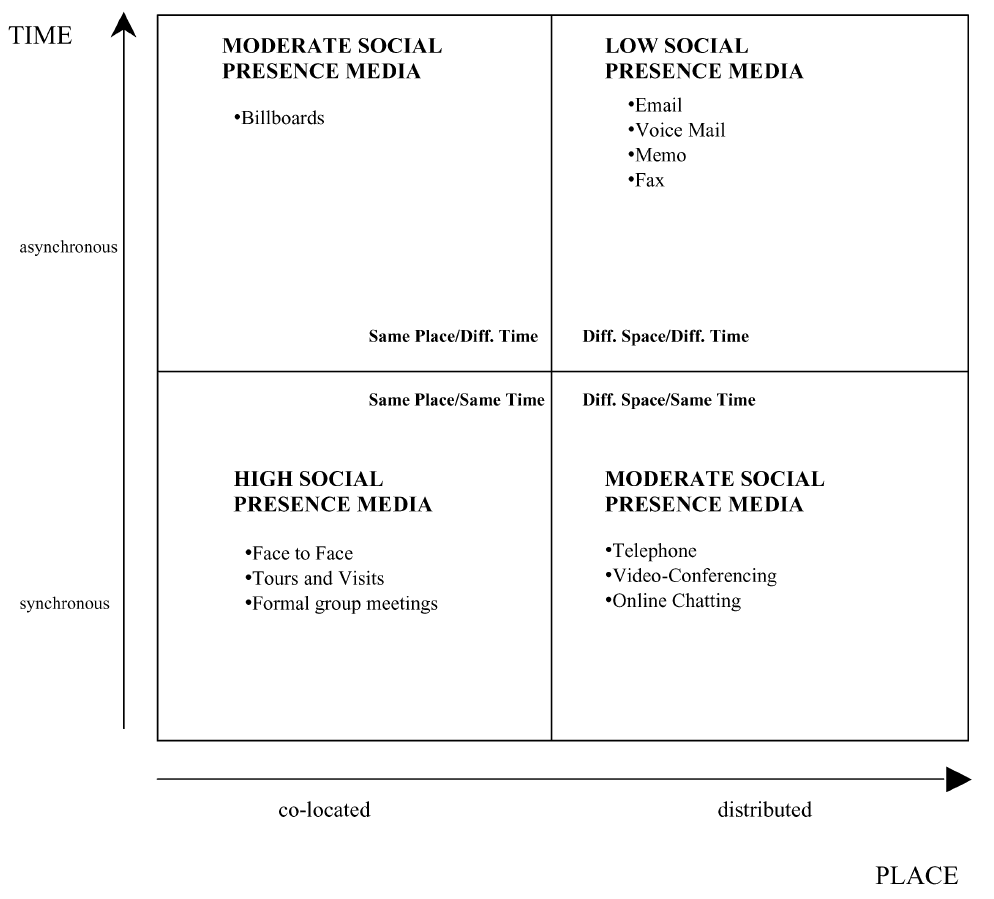 TIME
MODERATE SOCIAL
PRESENCE MEDIA
•Billboards
LOW SOCIAL
PRESENCE MEDIA
•Email
•Voice Mail
•Memo
•Fax
asynchronous
Same Place/Diff. Time
Diff. Space/Diff. Time
Same Place/Same Time
Diff. Space/Same Time
HIGH SOCIAL
PRESENCE MEDIA
•Face to Face
•Tours and Visits
•Formal group meetings
MODERATE SOCIAL
PRESENCE MEDIA
•Telephone
•Video-Conferencing
•Online Chatting
synchronous
co-located
distributed
PLACE